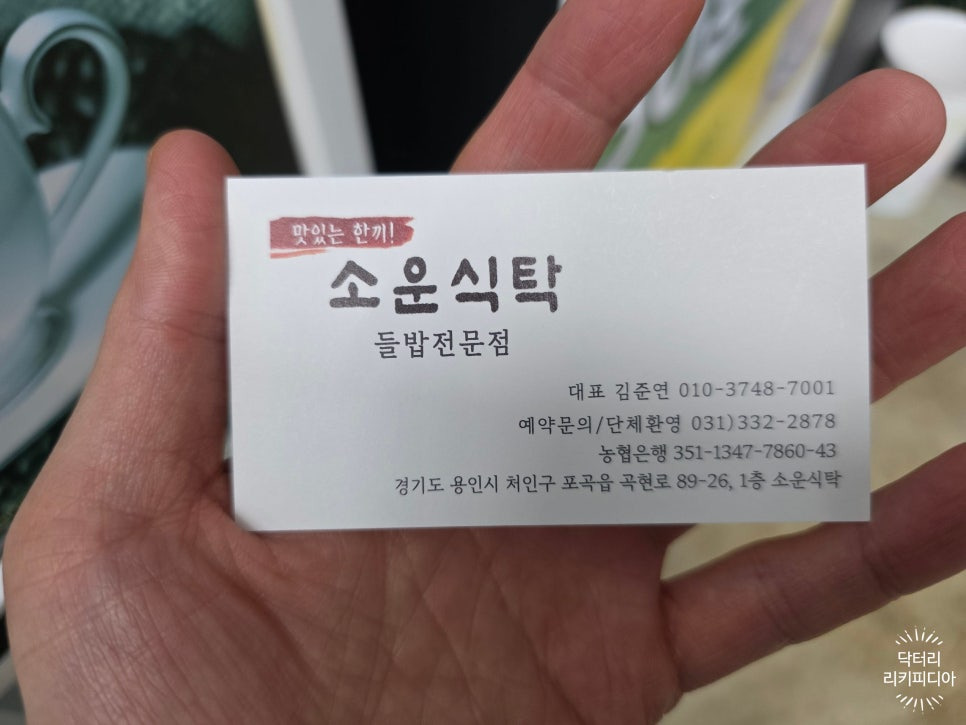 맛있는 한끼!
소운식탁
들밥전문점
대표 김준연 010-3748-7001
예약문의/단체환영 031)332-2878
농협은행 351-1347-7860-43
경기도 용인시 처인구 포곡읍 곡현로 89-26, 1층 소운식탁
닥터리
리키피디아